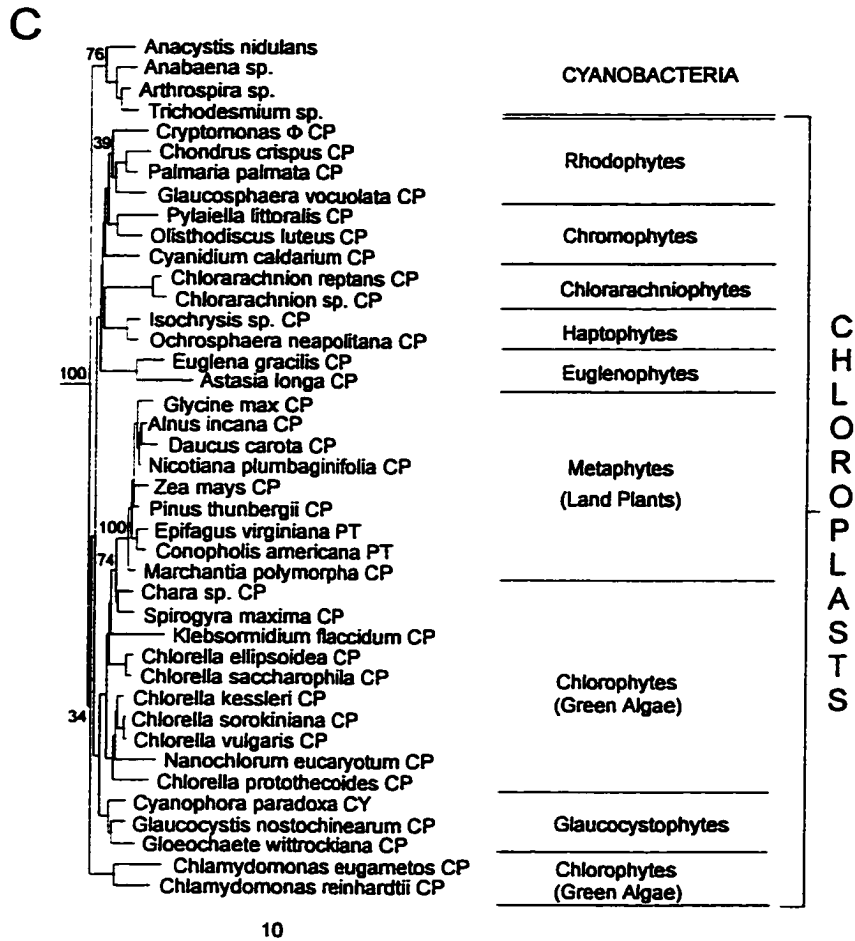 C
76
Anacystis nidulans
Anabaena sp.
Arthrospira sp.
Trichodesmium sp.
CYANOBACTERIA
39
Cryptomonas Φ CP
Chondrus crispus CP
Palmaria palmata CP
Glaucosphaera vocuolata CP
Rhodophytes
Pylaiella littoralis CP
Olisthodiscus luteus CP
Cyanidium caldarium CP
Chromophytes
Chlorarachnion reptans CP
Chlorarachnion sp. CP
Chlorarachniophytes
Isochrysis sp. CP
Ochrosphaera neapolitana CP
Haptophytes
Euglena gracilis CP
Astasia longa CP
Euglenophytes
100
Glycine max CP
Alnus incana CP
Daucus carota CP
Nicotiana plumbaginifolia CP
Zea mays CP
Pinus thunbergii CP
100
Epifagus virginiana PT
Conopholis americana PT
Marchantia polymorpha CP
Metaphytes
(Land Plants)
74
Chara sp. CP
Spirogyra maxima CP
Klebsormidium flaccidum CP
Chlorella ellipsoidea CP
Chlorella saccharophila CP
Chlorella kessleri CP
34
Chlorella sorokiniana CP
Chlorella vulgaris CP
Nanochlorum eucaryotum CP
Chlorella protothecoides CP
Chlorophytes
(Green Algae)
Cyanophora paradoxa CY
Glaucocystis nostochinearum CP
Gloeochaete wittrockiana CP
Glaucocystophytes
Chlamydomonas eugametos CP
Chlamydomonas reinhardtii CP
Chlorophytes
(Green Algae)
CHLOROPLASTS
10